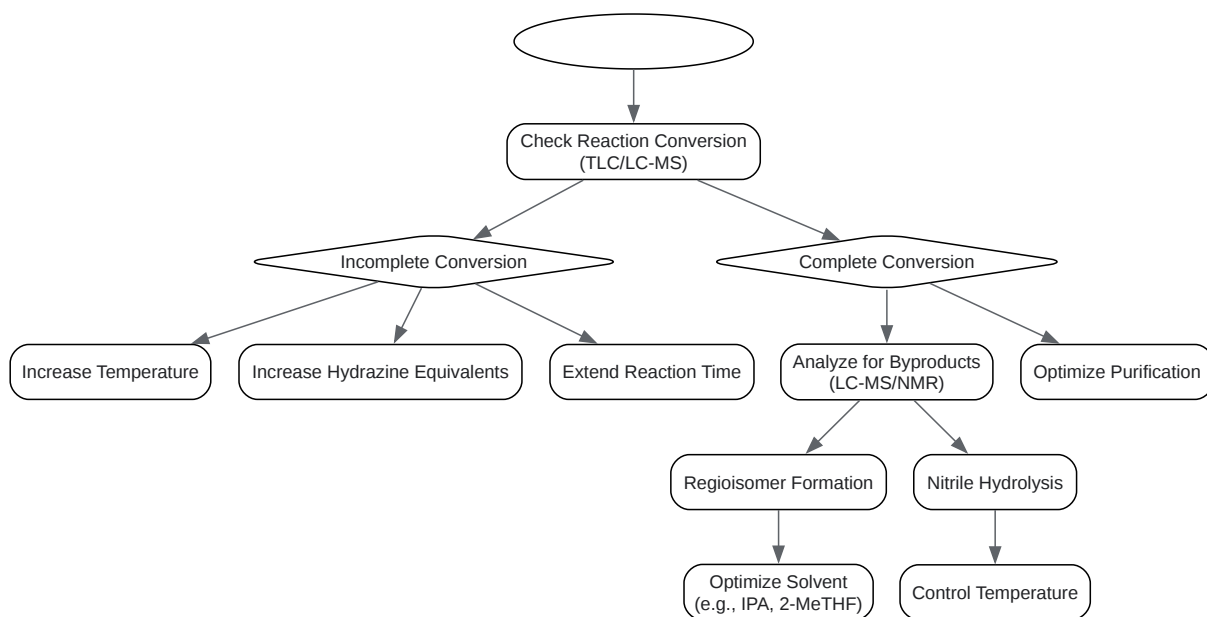 Check Reaction Conversion
(TLC/LC-MS)
Incomplete Conversion
Complete Conversion
Increase Temperature
Increase Hydrazine Equivalents
Extend Reaction Time
Analyze for Byproducts
(LC-MS/NMR)
Optimize Purification
Regioisomer Formation
Nitrile Hydrolysis
Optimize Solvent
(e.g., IPA, 2-MeTHF)
Control Temperature